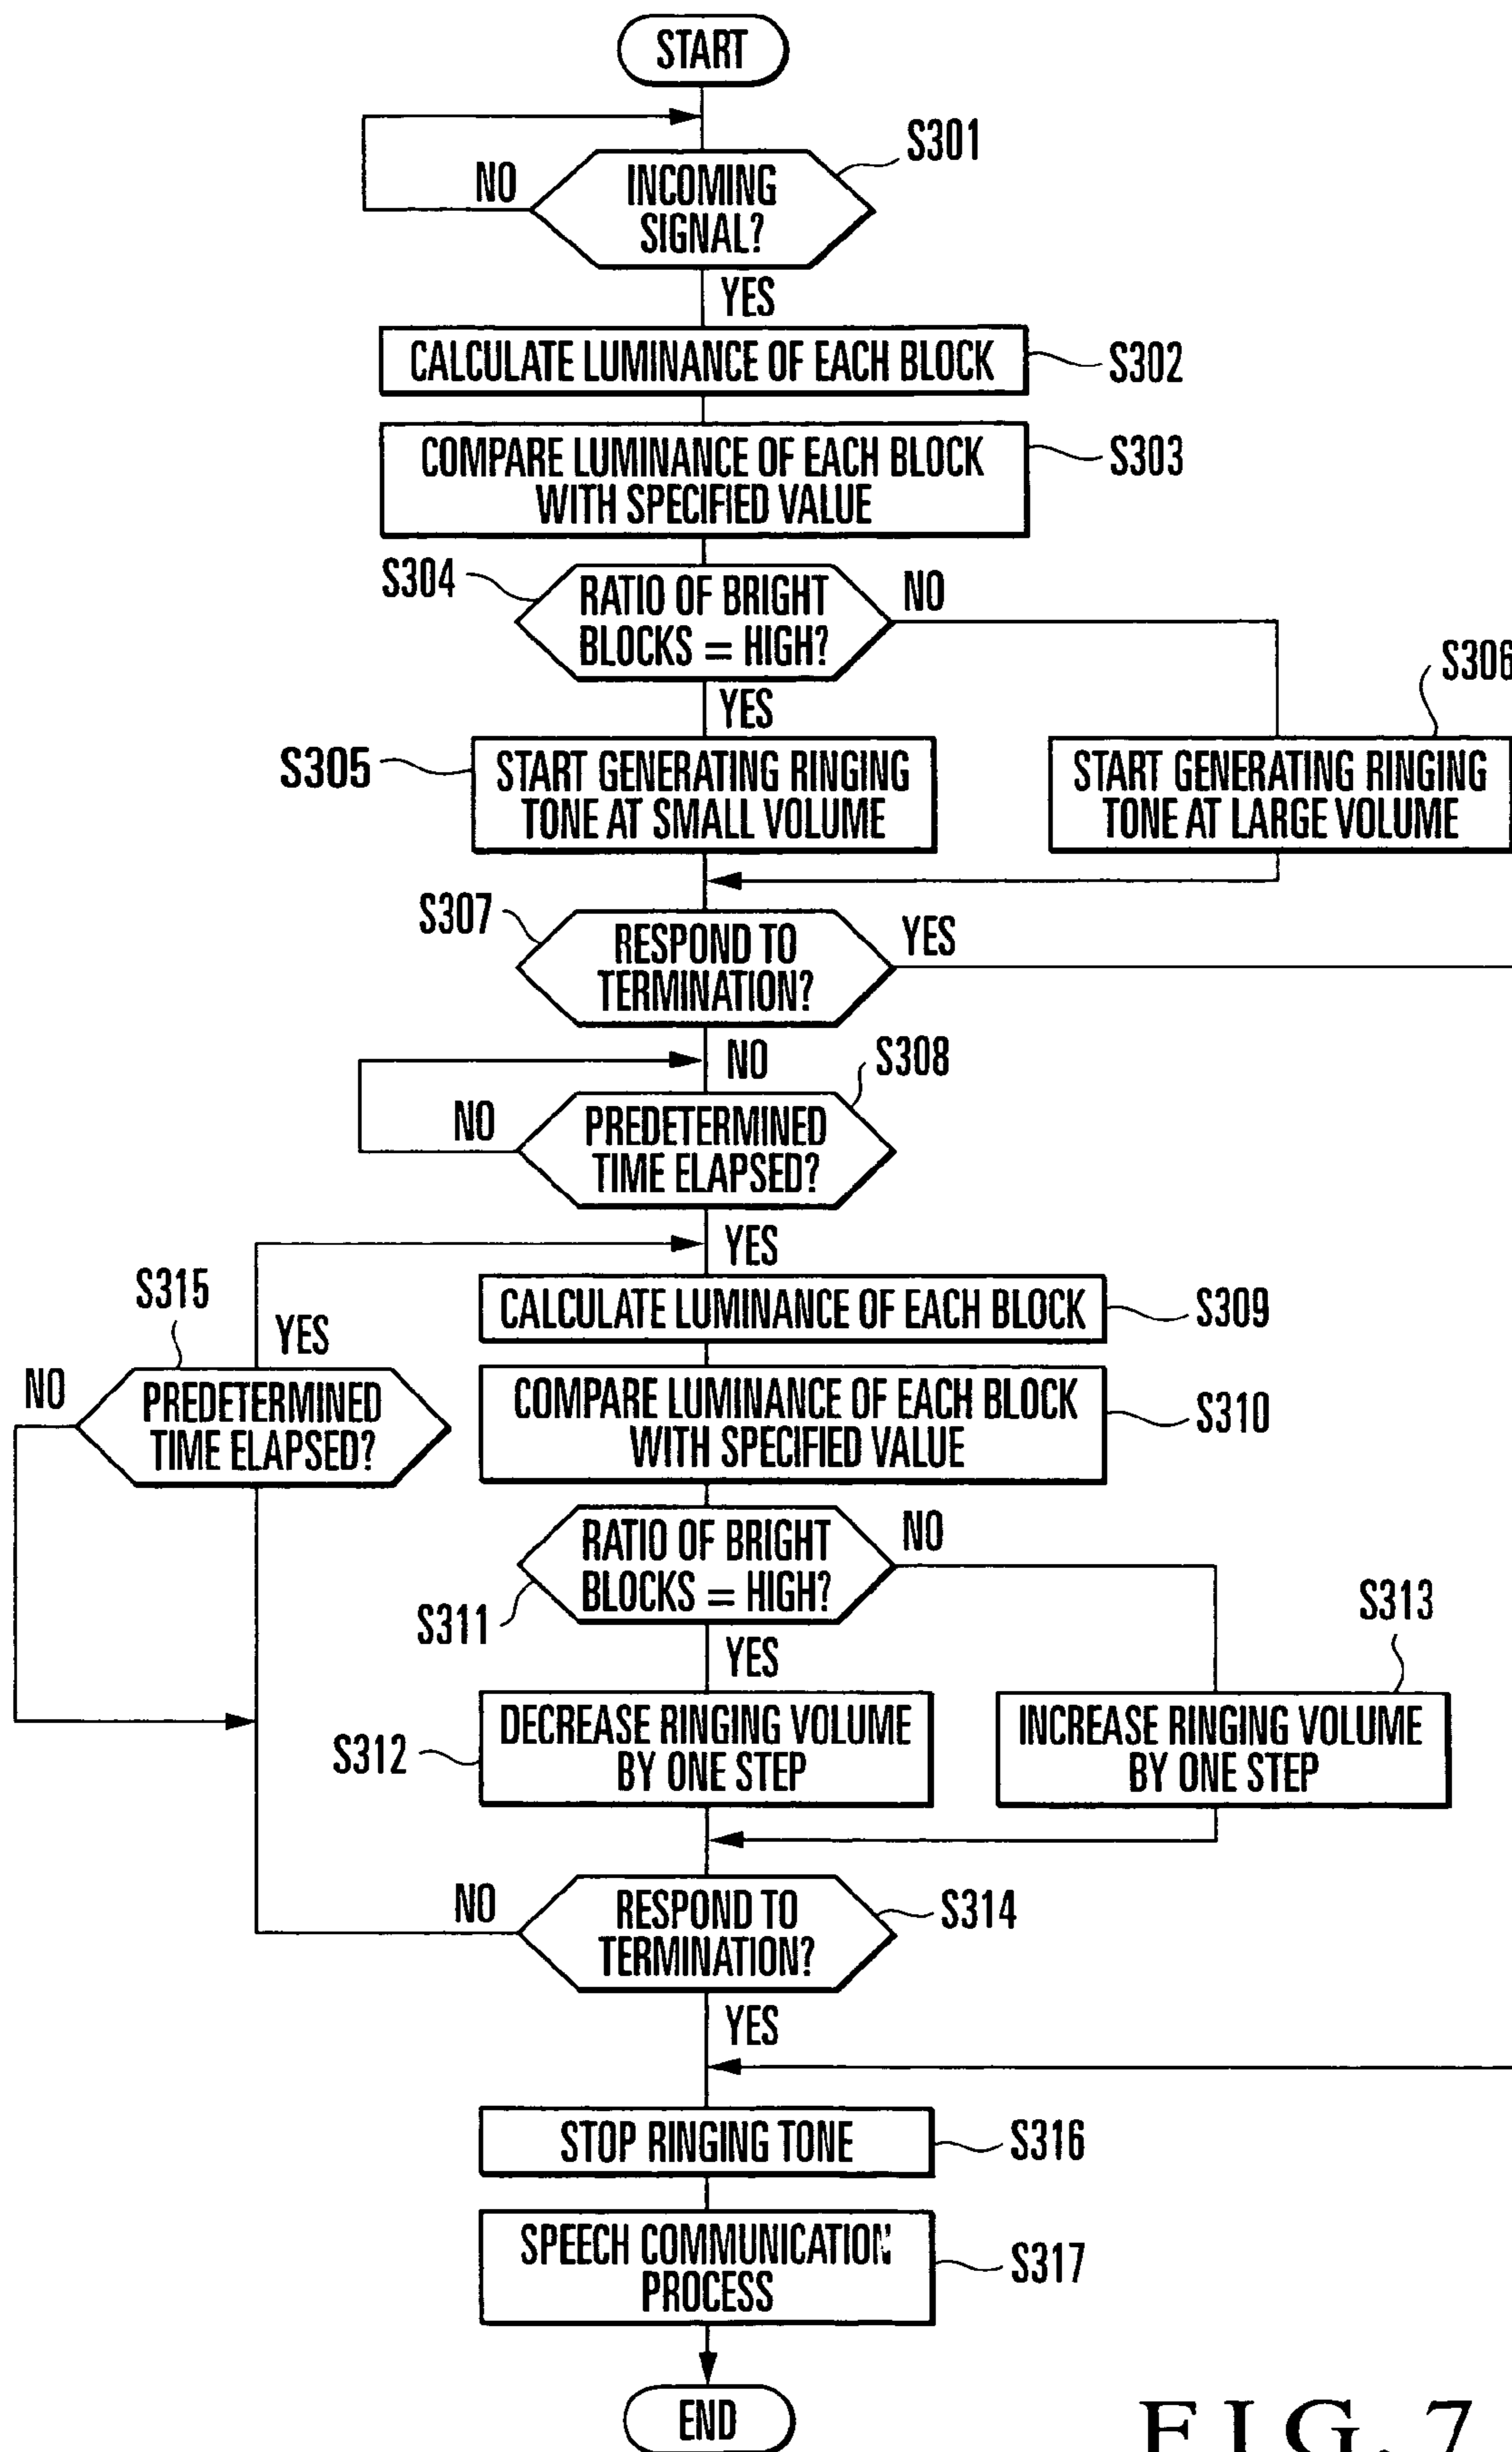 START
S301
NO
INCOMING
SIGNAL?
YES
CALCULATE LUMINANCE OF EACH BLOCK
S302
COMPARE LUMINANCE OF EACH BLOCK
WITH SPECIFIED VALUE
S303
S304
RATIO OF BRIGHT
BLOCKS = HIGH?
NO
YES
S306
S305
START GENERATING RINGING
TONE AT SMALL VOLUME
START GENERATING RINGING
TONE AT LARGE VOLUME
S307
RESPOND TO
TERMINATION?
YES
NO
S308
NO
PREDETERMINED
TIME ELAPSED?
YES
S315
YES
CALCULATE LUMINANCE OF EACH BLOCK
S309
NO
PREDETERMINED
TIME ELAPSED?
COMPARE LUMINANCE OF EACH BLOCK
WITH SPECIFIED VALUE
S310
RATIO OF BRIGHT
BLOCKS = HIGH?
NO
S311
YES
S313
S312
DECREASE RINGING VOLUME
BY ONE STEP
INCREASE RINGING VOLUME
BY ONE STEP
NO
RESPOND TO
TERMINATION?
S314
YES
STOP RINGING TONE
S316
SPEECH COMMUNICATION
PROCESS
S317
END
FIG. 7